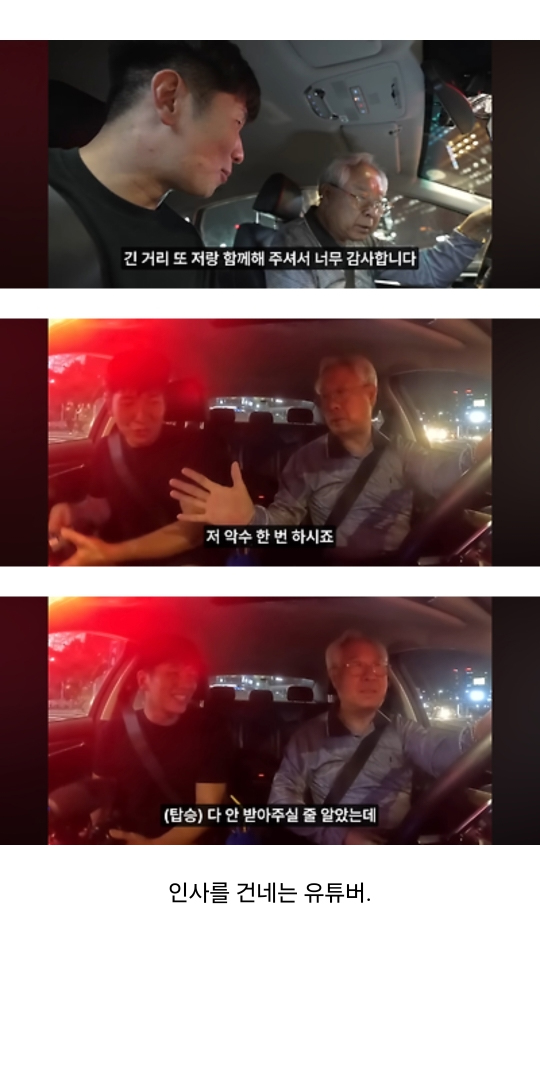 긴 거리 또 저랑 함께해 주셔서 너무 감사합니다
저 악수 한 번 하시죠
(탑승) 다 안 받아주실 줄 알았는데
인사를 건네는 유튜버.